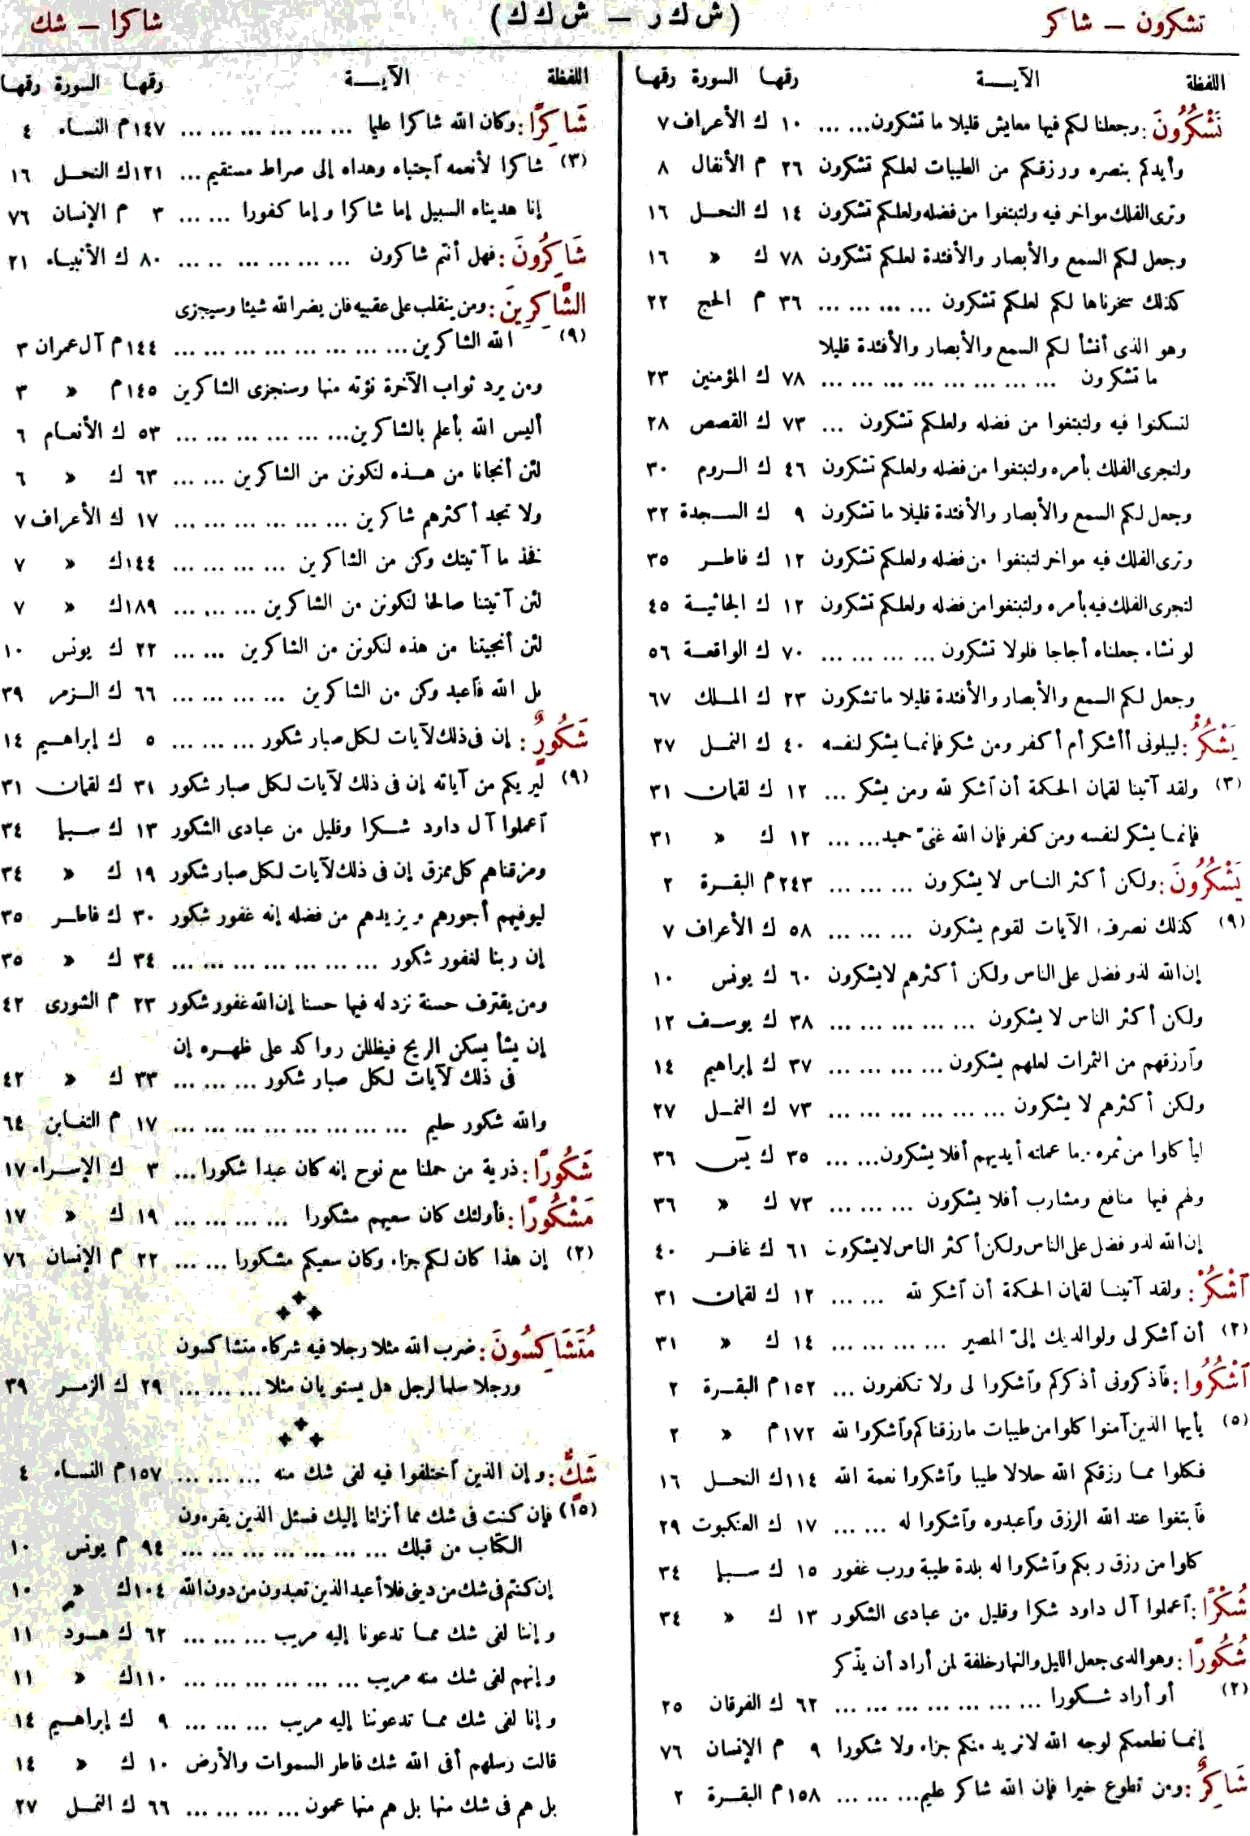 تشكرون — شاكر
(ش ك ر — ش ك ك)
شاكرا — شك
اللفظة الآيـــة رقها السورة رقها
تَشْكُرُونَ : وجعلنا لكم فيها معايش قليلا ما تشكرون... ... ١٠ ك الأعراف ٧
وأيدكم بنصره ورزقكم من الطيبات لعلكم تشكرون ٢٦ م الأنفال ٨
وترى الفلك مواخر فيه ولتبتغوا من فضله ولعلكم تشكرون ١٤ ك النحل ١٦
وجعل لكم السمع والأبصار والأفئدة لعلكم تشكرون ٧٨ ك « ١٦
كذلك سخرناها لكم لعلكم تشكرون ... ... ... ... ٣٦ م الحج ٢٢
وهو الذى أنشأ لكم السمع والأبصار والأفئدة قليلا
ما تشكرون ... ... ... ... ... ... ... ... ٧٨ ك المؤمنين ٢٣
لتسكنوا فيه ولتبتغوا من فضله ولعلكم تشكرون ... ٧٣ ك القصص ٢٨
ولتجرى الفلك بأمره ولتبتغوا من فضله ولعلكم تشكرون ٤٦ ك الروم ٣٠
وجعل لكم السمع والأبصار والأفئدة قليلا ما تشكرون ٩ ك السجدة ٣٢
وترى الفلك فيه مواخر لتبتغوا من فضله ولعلكم تشكرون ١٢ ك فاطر ٣٥
لتجرى الفلك فيه بأمره ولتبتغوا من فضله ولعلكم تشكرون ١٢ ك الجاثية ٤٥
لو نشاء جعلناه أجاجا فلولا تشكرون ... ... ... ... ٧٠ ك الواقعة ٥٦
وجعل لكم السمع والأبصار والأفئدة قليلا ما تشكرون ٢٣ ك الملك ٦٧
يَشْكُرُ : ليبلونى أأشكر أم أكفر ومن شكر فإنما يشكر لنفسه ٤٠ ك النمل ٢٧
(٣) ولقد آتينا لقمان الحكمة أن ٱشكر لله ومن يشكر ... ١٢ ك لقمان ٣١
فإنما يشكر لنفسه ومن كفر فإن الله غنىّ حميد... ... ١٢ ك « ٣١
يَشْكُرُونَ : ولكن أكثر الناس لا يشكرون ... ... ... ٢٤٣ م البقرة ٢
(٩) كذلك نصرف الآيات لقوم يشكرون ... ... ... ٥٨ ك الأعراف ٧
إن الله لذو فضل على الناس ولكن أكثرهم لا يشكرون ٦٠ ك يونس ١٠
ولكن أكثر الناس لا يشكرون ... ... ... ... ... ٣٨ ك يوسف ١٢
وٱرزقهم من الثمرات لعلهم يشكرون ... ... ... ... ٣٧ ك إبراهيم ١٤
ولكن أكثرهم لا يشكرون ... ... ... ... ... ... ٧٣ ك النمل ٢٧
ليأكلوا من ثمره وما عملته أيديهم أفلا يشكرون... ... ٣٥ ك يٓس ٣٦
ولهم فيها منافع ومشارب أفلا يشكرون ... ... ... ٧٣ ك « ٣٦
إن الله لذو فضل على الناس ولكن أكثر الناس لا يشكرون ٦١ ك غافر ٤٠
ٱشْكُرْ : ولقد آتينا لقمان الحكمة أن ٱشكر لله ... ... ١٢ ك لقمان ٣١
(٢) أن ٱشكر لى ولوالديك إلىّ المصير ... ... ... ... ١٤ ك « ٣١
ٱشْكُرُوا : فٱذكرونى أذكركم وٱشكروا لى ولا تكفرون ... ١٥٢ م البقرة ٢
(٥) يأيها الذين آمنوا كلوا من طيبات ما رزقناكم وٱشكروا لله ١٧٢ م « ٢
فكلوا مما رزقكم الله حلالا طيبا وٱشكروا نعمة الله ١١٤ ك النحل ١٦
فٱبتغوا عند الله الرزق وٱعبدوه وٱشكروا له ... ... ١٧ ك العنكبوت ٢٩
كلوا من رزق ربكم وٱشكروا له بلدة طيبة ورب غفور ١٥ ك سبإ ٣٤
شُكْرًا : ٱعملوا آل داود شكرا وقليل من عبادى الشكور ١٣ ك « ٣٤
شُكُورًا : وهو الذى جعل الليل والنهار خلفة لمن أراد أن يذّكر
(٢) أو أراد شكورا ... ... ... ... ... ... ... ... ٦٢ ك الفرقان ٢٥
إنما نطعمكم لوجه الله لا نريد منكم جزاء ولا شكورا ٩ م الإنسان ٧٦
شَاكِرٌ : ومن تطوع خيرا فإن الله شاكر عليم... ... ... ١٥٨ م البقرة ٢
اللفظة الآيـــة رقها السورة رقها
شَاكِرًا : وكان الله شاكرا عليما ... ... ... ... ... ... ١٤٧ م النساء ٤
(٣) شاكرا لأنعمه ٱجتباه وهداه إلى صراط مستقيم ... ١٢١ ك النحل ١٦
إنا هديناه السبيل إما شاكرا وإما كفورا ... ... ٣ م الإنسان ٧٦
شَاكِرُونَ : فهل أنتم شاكرون ... ... ... ... ... ... ٨٠ ك الأنبياء ٢١
الشَّاكِرِينَ : ومن ينقلب على عقبيه فلن يضر الله شيئا وسيجزى
(٩) الله الشاكرين ... ... ... ... ... ... ... ... ١٤٤ م آل عمران ٣
ومن يرد ثواب الآخرة نؤته منها وسنجزى الشاكرين ١٤٥ م « ٣
أليس الله بأعلم بالشاكرين... ... ... ... ... ... ٥٣ ك الأنعام ٦
لئن أنجانا من هذه لنكونن من الشاكرين ... ... ٦٣ ك « ٦
ولا تجد أكثرهم شاكرين ... ... ... ... ... ... ١٧ ك الأعراف ٧
فخذ ما آتيتك وكن من الشاكرين ... ... ... ... ١٤٤ ك « ٧
لئن آتيتنا صالحا لنكونن من الشاكرين ... ... ... ١٨٩ ك « ٧
لئن أنجيتنا من هذه لنكونن من الشاكرين ... ... ٢٢ ك يونس ١٠
بل الله فٱعبد وكن من الشاكرين ... ... ... ... ٦٦ ك الزمر ٣٩
شَكُورٌ : إن فى ذلك لآيات لكل صبار شكور ... ... ... ٥ ك إبراهيم ١٤
(٩) ليريكم من آياته إن فى ذلك لآيات لكل صبار شكور ٣١ ك لقمان ٣١
ٱعملوا آل داود شكرا وقليل من عبادى الشكور ١٣ ك سبإ ٣٤
ومزقناهم كل ممزق إن فى ذلك لآيات لكل صبار شكور ١٩ ك « ٣٤
ليوفيهم أجورهم ويزيدهم من فضله إنه غفور شكور ٣٠ ك فاطر ٣٥
إن ربنا لغفور شكور ... ... ... ... ... ... ... ٣٤ ك « ٣٥
ومن يقترف حسنة نزد له فيها حسنا إن الله غفور شكور ٢٣ م الشورى ٤٢
إن يشأ يسكن الريح فيظللن رواكد على ظهره إن
فى ذلك لآيات لكل صبار شكور ... ... ... ٣٣ ك « ٤٢
والله شكور حليم ... ... ... ... ... ... ... ... ١٧ م التغابن ٦٤
شَكُورًا : ذرية من حملنا مع نوح إنه كان عبدا شكورا ... ٣ ك الإسراء ١٧
مَشْكُورًا : فأولئك كان سعيهم مشكورا ... ... ... ... ١٩ ك « ١٧
(٢) إن هذا كان لكم جزاء وكان سعيكم مشكورا ... ... ٢٢ م الإنسان ٧٦
مُتَشَاكِسُونَ : ضرب الله مثلا رجلا فيه شركاء متشاكسون
ورجلا سلما لرجل هل يستويان مثلا ... ... ... ٢٩ ك الزمر ٣٩
شَكٍّ : وإن الذين ٱختلفوا فيه لفى شك منه ... ... ... ١٥٧ م النساء ٤
(١٥) فإن كنت فى شك مما أنزلنا إليك فسئل الذين يقرءون
الكتاب من قبلك ... ... ... ... ... ... ... ... ٩٤ م يونس ١٠
إن كنتم فى شك من دينى فلا أعبد الذين تعبدون من دون الله ١٠٤ ك « ١٠
وإننا لفى شك مما تدعونا إليه مريب ... ... ... ٦٢ ك هود ١١
وإنهم لفى شك منه مريب ... ... ... ... ... ... ١١٠ ك « ١١
وإنا لفى شك مما تدعوننا إليه مريب ... ... ... ٩ ك إبراهيم ١٤
قالت رسلهم أفى الله شك فاطر السموات والأرض ١٠ ك « ١٤
بل هم فى شك منها بل هم منها عمون ... ... ... ... ٦٦ ك النمل ٢٧